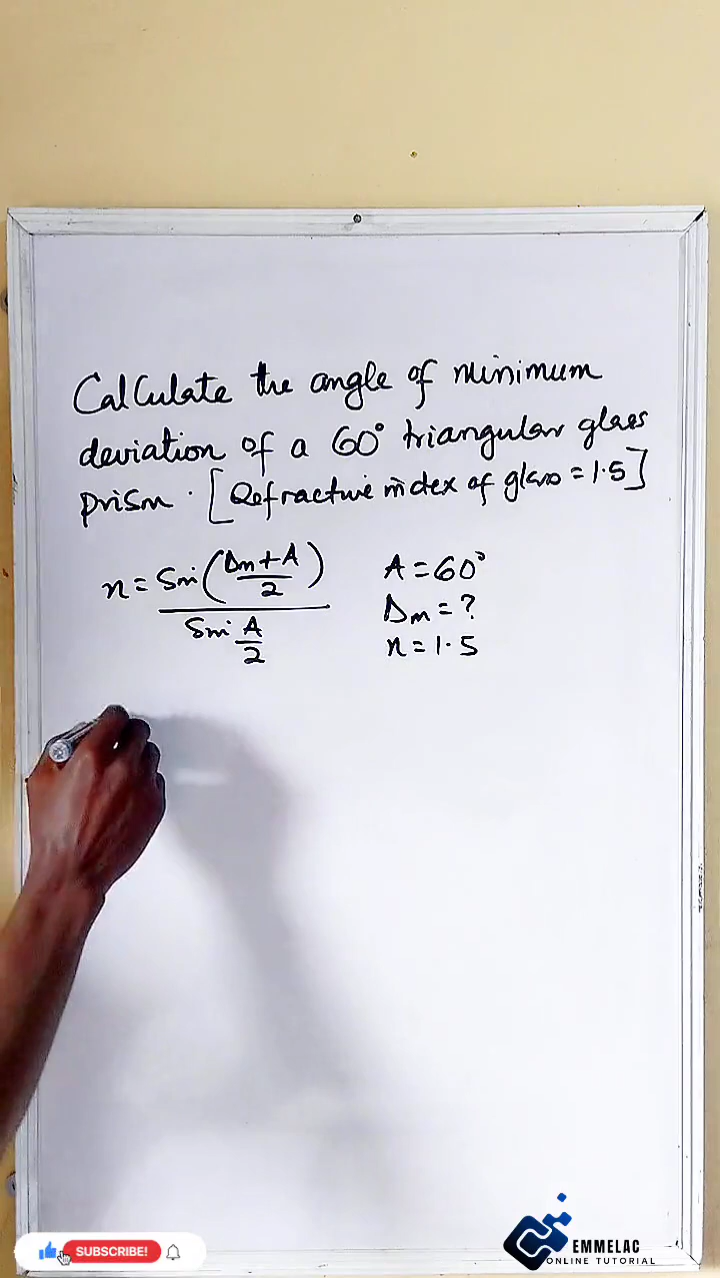 Calculate the angle of minimum
deviation of a 60° triangular glass
prism. [Refractive index of glass = 1.5]
n = Sin(Dm+A/2) / Sin A/2
A = 60°
Dm = ?
n = 1.5
SUBSCRIBE!
EMMELAC
ONLINE TUTORIAL